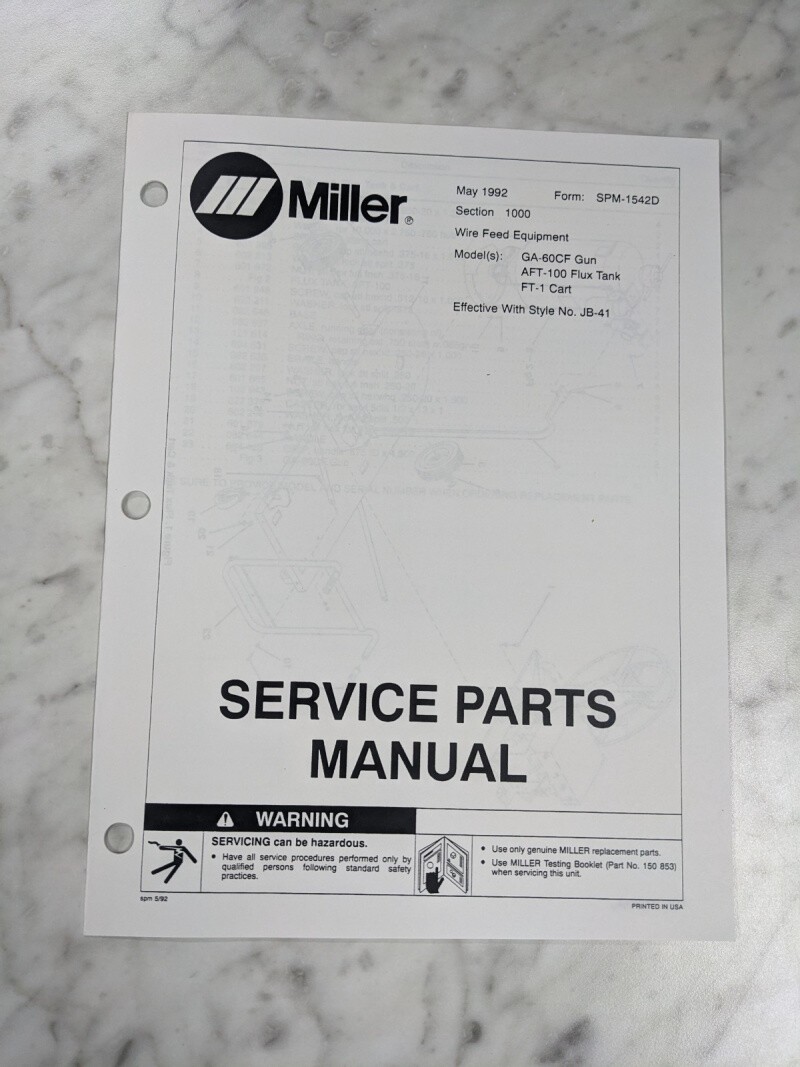 Miller®
May 1992 Form: SPM-1542D
Section 1000
Wire Feed Equipment
Model(s): GA-60CF Gun
AFT-100 Flux Tank
FT-1 Cart
Effective With Style No. JB-41
SERVICE PARTS
MANUAL
WARNING
SERVICING can be hazardous.
• Have all service procedures performed only by
qualified persons following standard safety
practices.
• Use only genuine MILLER replacement parts.
• Use MILLER Testing Booklet (Part No. 150 853)
when servicing this unit.
spm 5/92
PRINTED IN USA